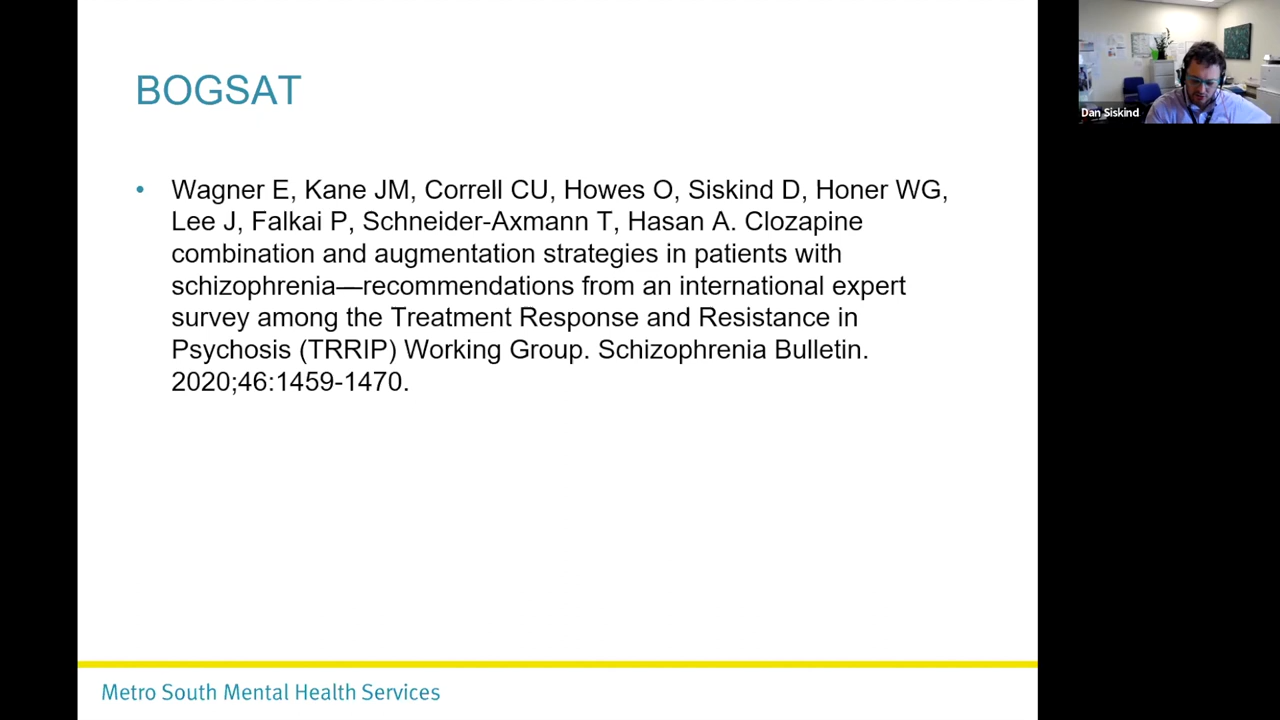 BOGSAT
• Wagner E, Kane JM, Correll CU, Howes O, Siskind D, Honer WG,
Lee J, Falkai P, Schneider-Axmann T, Hasan A. Clozapine
combination and augmentation strategies in patients with
schizophrenia—recommendations from an international expert
survey among the Treatment Response and Resistance in
Psychosis (TRRIP) Working Group. Schizophrenia Bulletin.
2020;46:1459-1470.
Metro South Mental Health Services
Dan Siskind